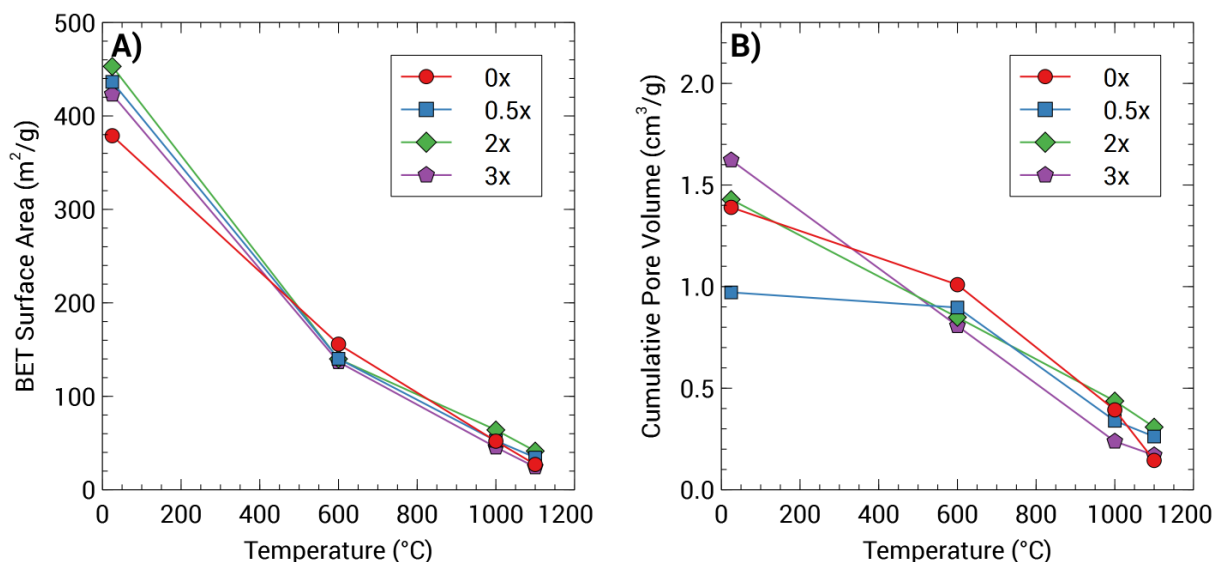 A)
BET Surface Area (m²/g)
500
400
300
200
100
0
0x
0.5x
2x
3x
0 200 400 600 800 1000 1200
Temperature (°C)
B)
Cumulative Pore Volume (cm³/g)
2.0
1.5
1.0
0.5
0.0
0x
0.5x
2x
3x
0 200 400 600 800 1000 1200
Temperature (°C)